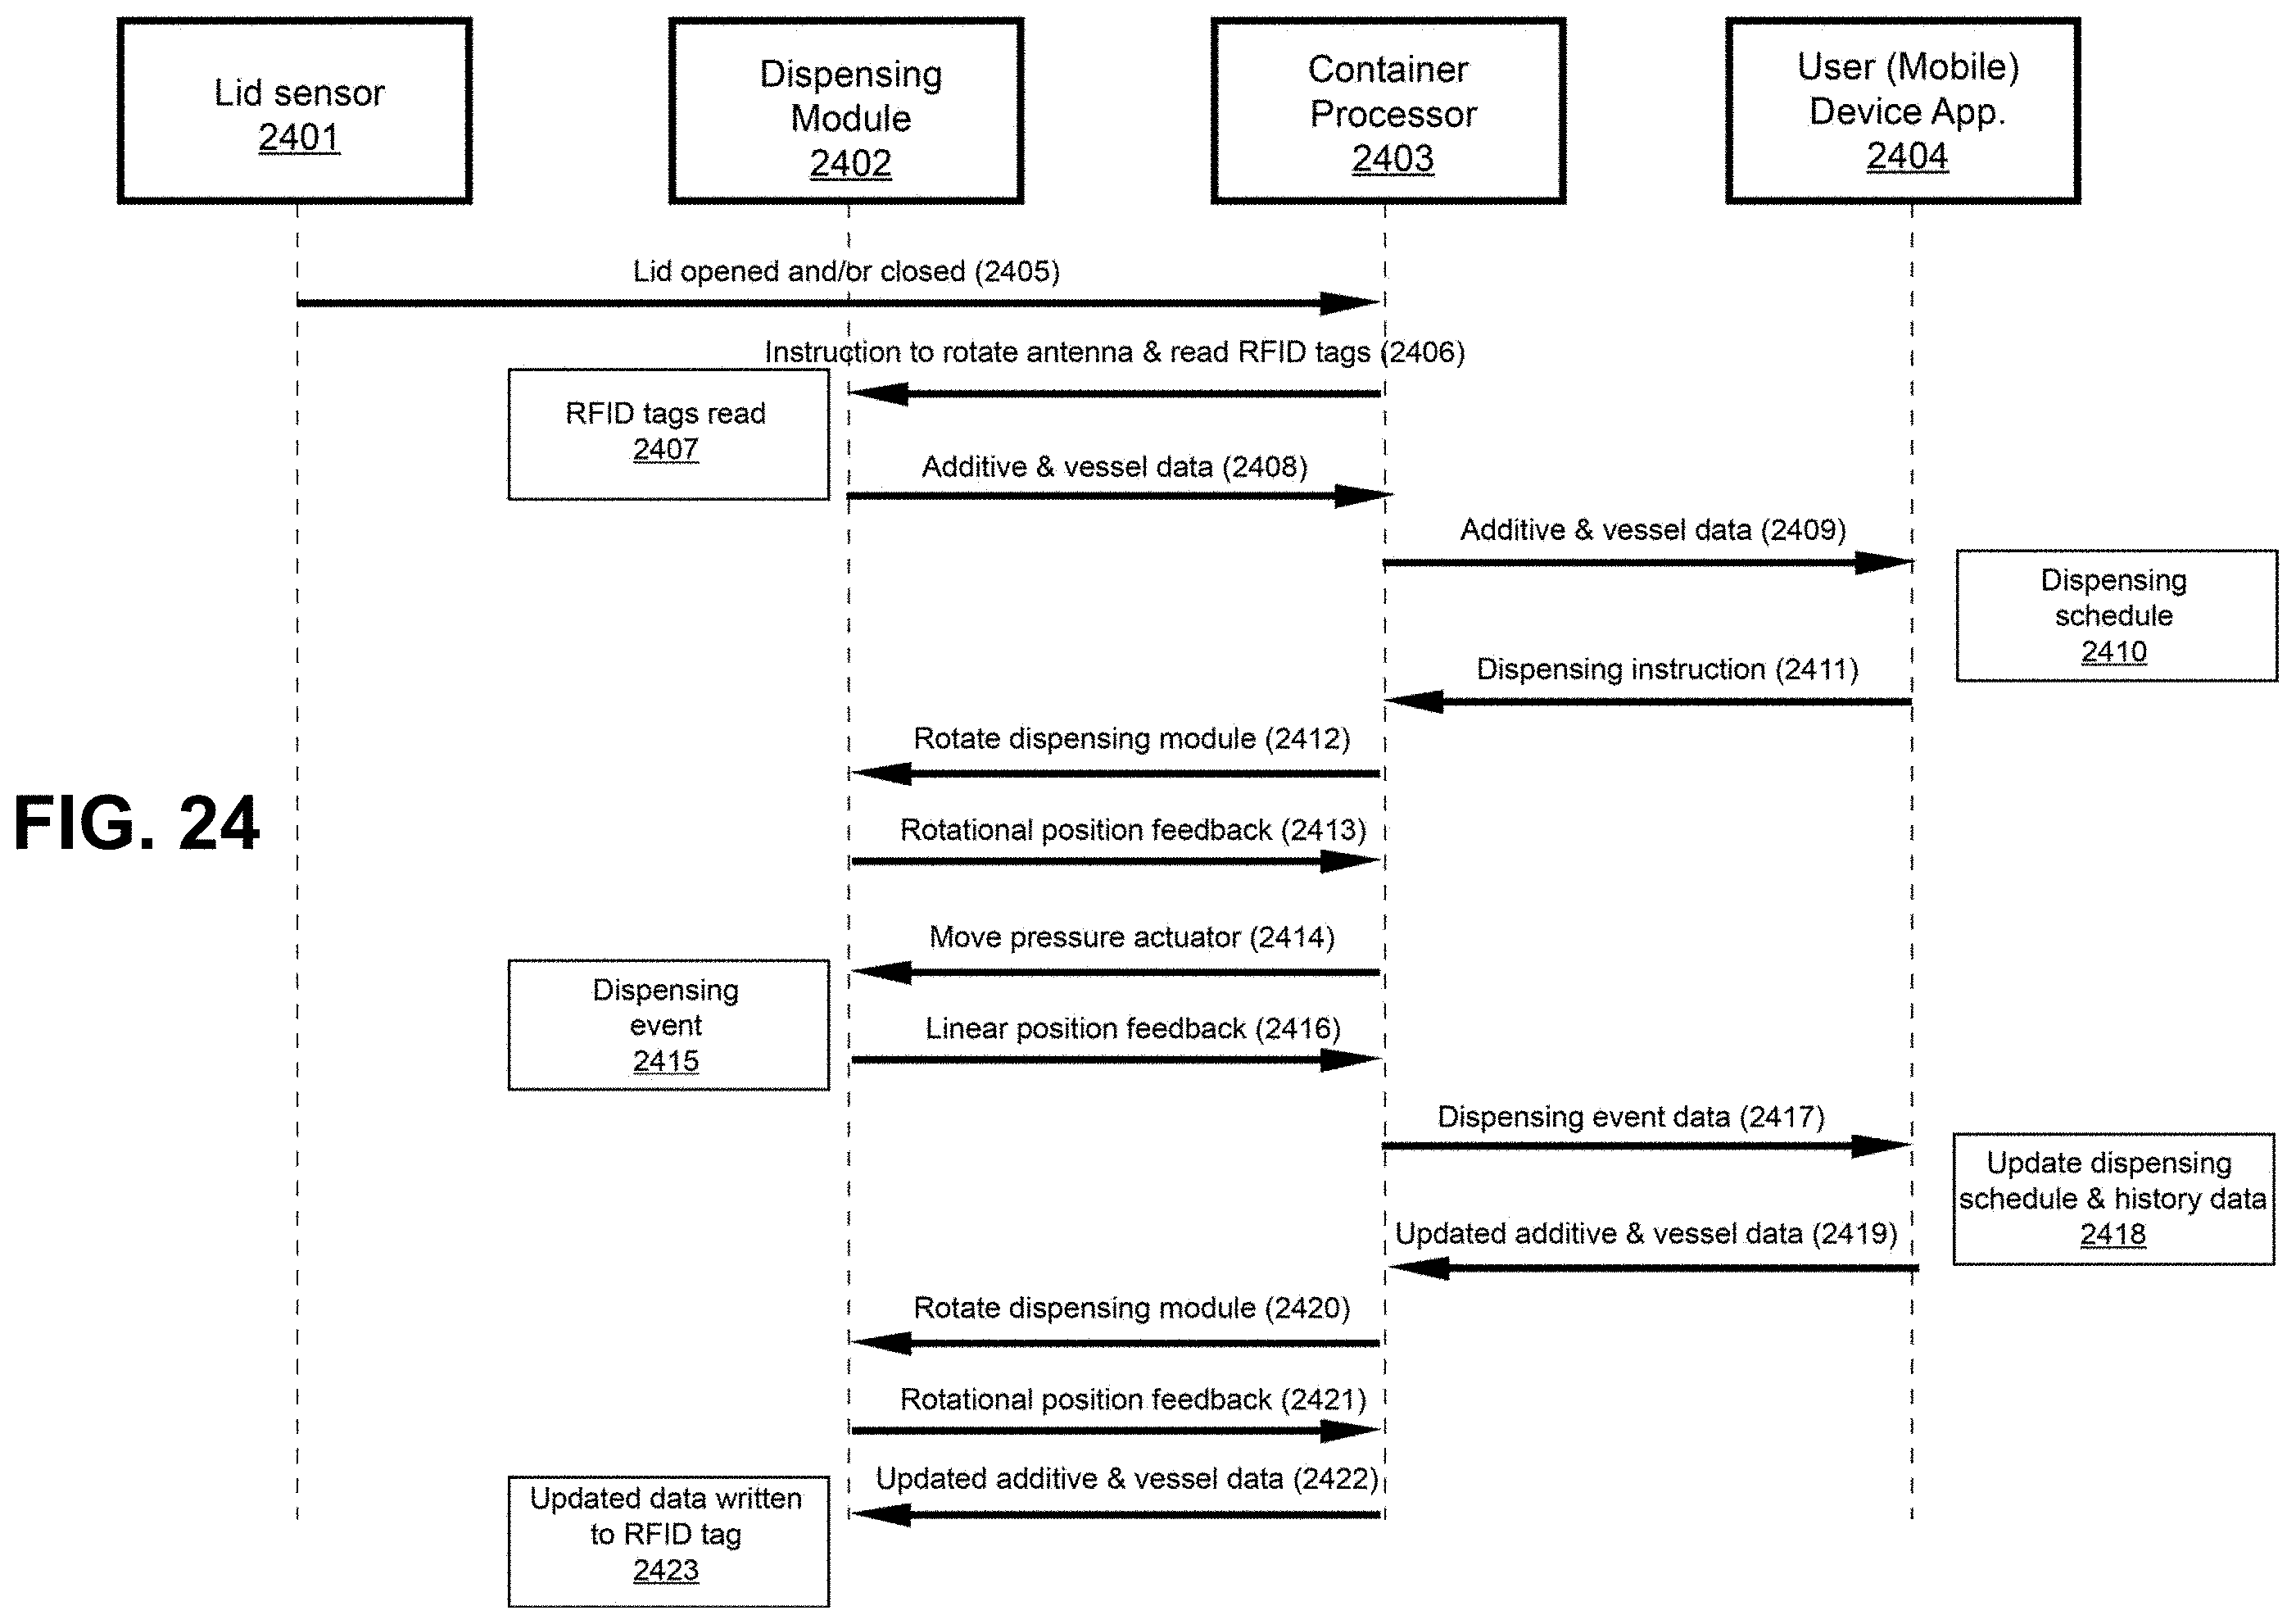 Lid sensor
2401
Dispensing
Module
2402
Container
Processor
2403
User (Mobile)
Device App.
2404
Lid opened and/or closed (2405)
Instruction to rotate antenna & read RFID tags (2406)
RFID tags read
2407
Additive & vessel data (2408)
Additive & vessel data (2409)
Dispensing
schedule
2410
Dispensing instruction (2411)
Rotate dispensing module (2412)
FIG. 24
Rotational position feedback (2413)
Move pressure actuator (2414)
Dispensing
event
2415
Linear position feedback (2416)
Dispensing event data (2417)
Update dispensing
schedule & history data
2418
Updated additive & vessel data (2419)
Rotate dispensing module (2420)
Rotational position feedback (2421)
Updated additive & vessel data (2422)
Updated data written
to RFID tag
2423